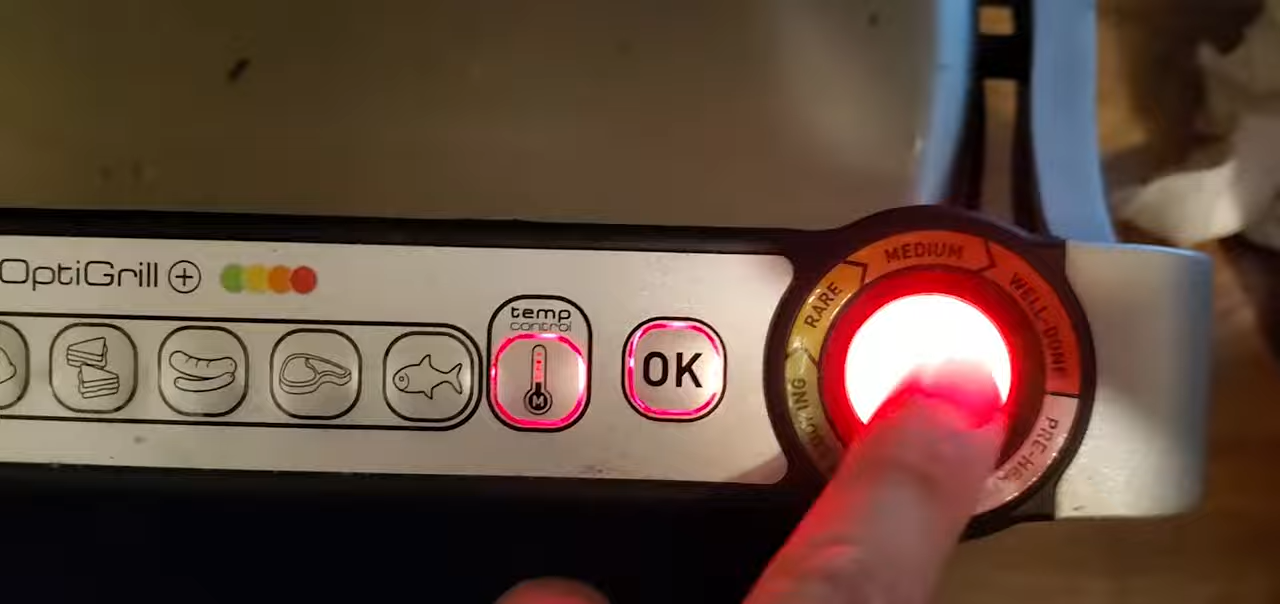 OptiGrill +
temp
control
M
OK
RARE
MEDIUM
WELL-DONE